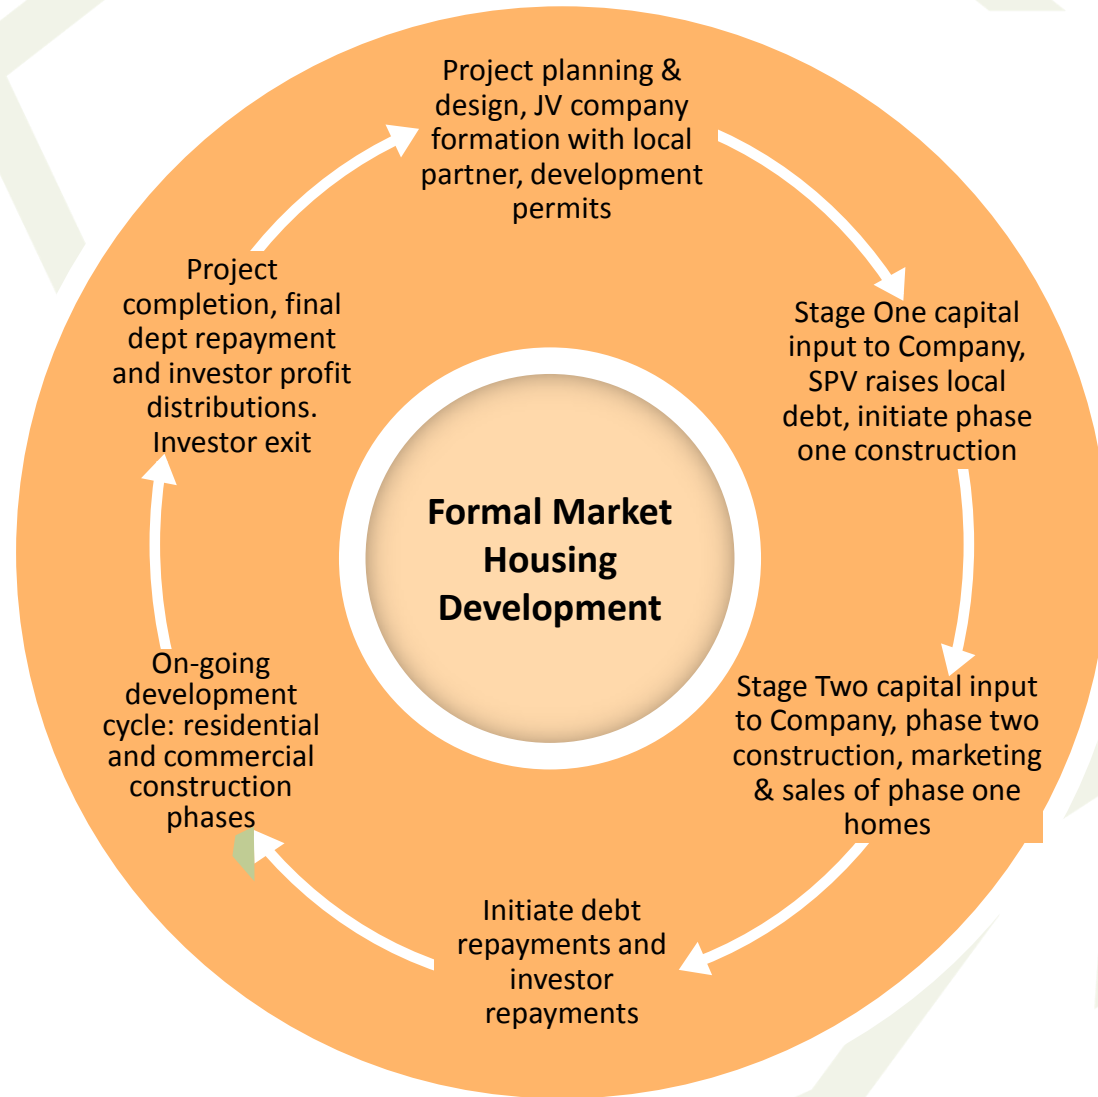 Project planning &
design, JV company
formation with local
partner, development
permits
Stage One capital
input to Company,
SPV raises local
debt, initiate phase
one construction
Stage Two capital input
to Company, phase two
construction, marketing
& sales of phase one
homes
Initiate debt
repayments and
investor
repayments
On-going
development
cycle: residential
and commercial
construction
phases
Project
completion, final
dept repayment
and investor profit
distributions.
Investor exit
Formal Market
Housing
Development